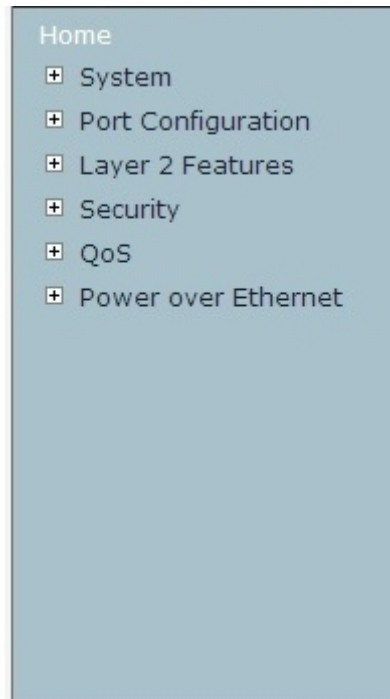 Home
System
Port Configuration
Layer 2 Features
Security
QoS
Power over Ethernet